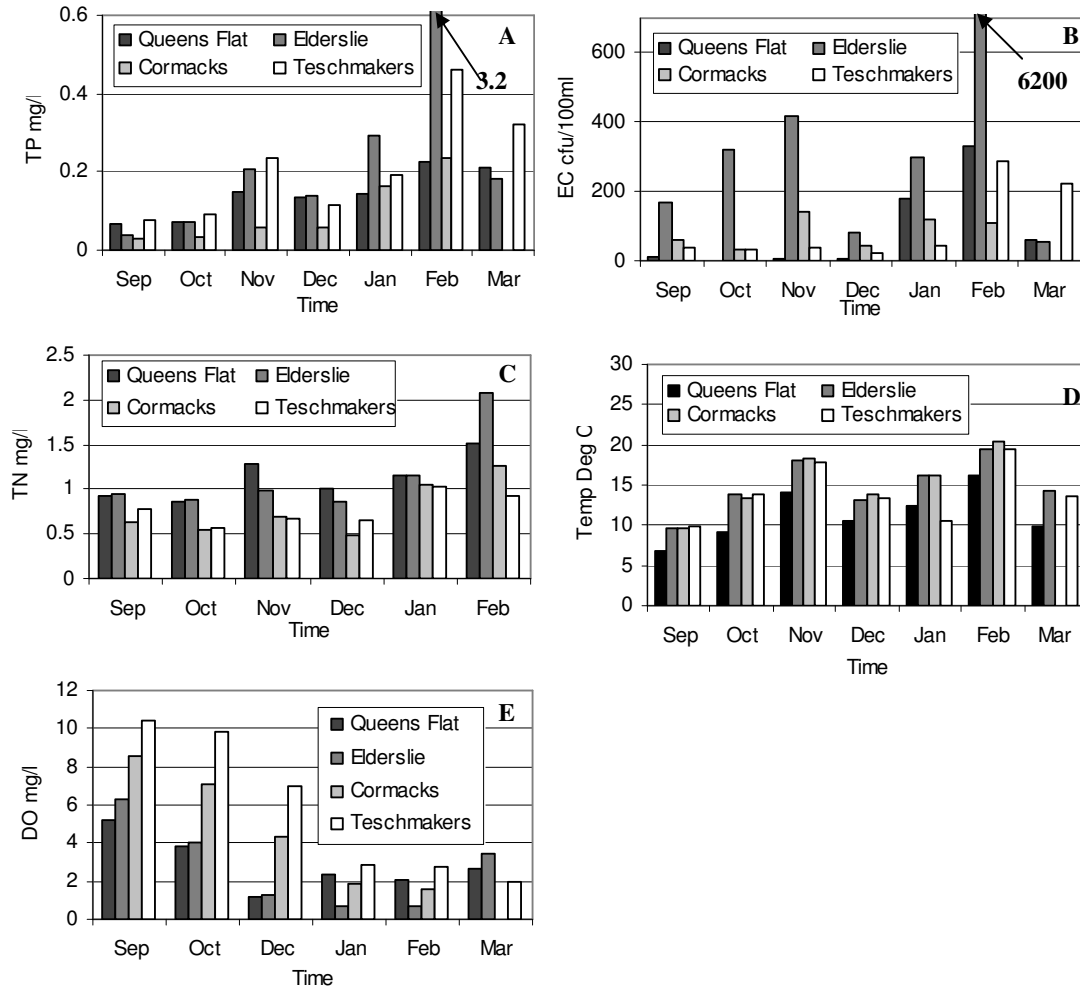 0.6
0.4
0.2
0
TP mg/l
Queens Flat Elderslie
Cormacks Teschmakers
A
3.2
Sep Oct Nov Dec Jan Feb Mar
Time
600
400
200
0
EC cfu/100ml
Queens Flat Elderslie
Cormacks Teschmakers
B
6200
Sep Oct Nov Dec Jan Feb Mar
Time
2.5
2
1.5
1
0.5
0
TN mg/l
Queens Flat Elderslie
Cormacks Teschmakers
C
Sep Oct Nov Dec Jan Feb
Time
30
25
20
15
10
5
0
Temp Deg C
Queens Flat Elderslie
Cormacks Teschmakers
D
Sep Oct Nov Dec Jan Feb Mar
Time
12
10
8
6
4
2
0
DO mg/l
E
Queens Flat
Elderslie
Cormacks
Teschmakers
Sep Oct Dec Jan Feb Mar
Time